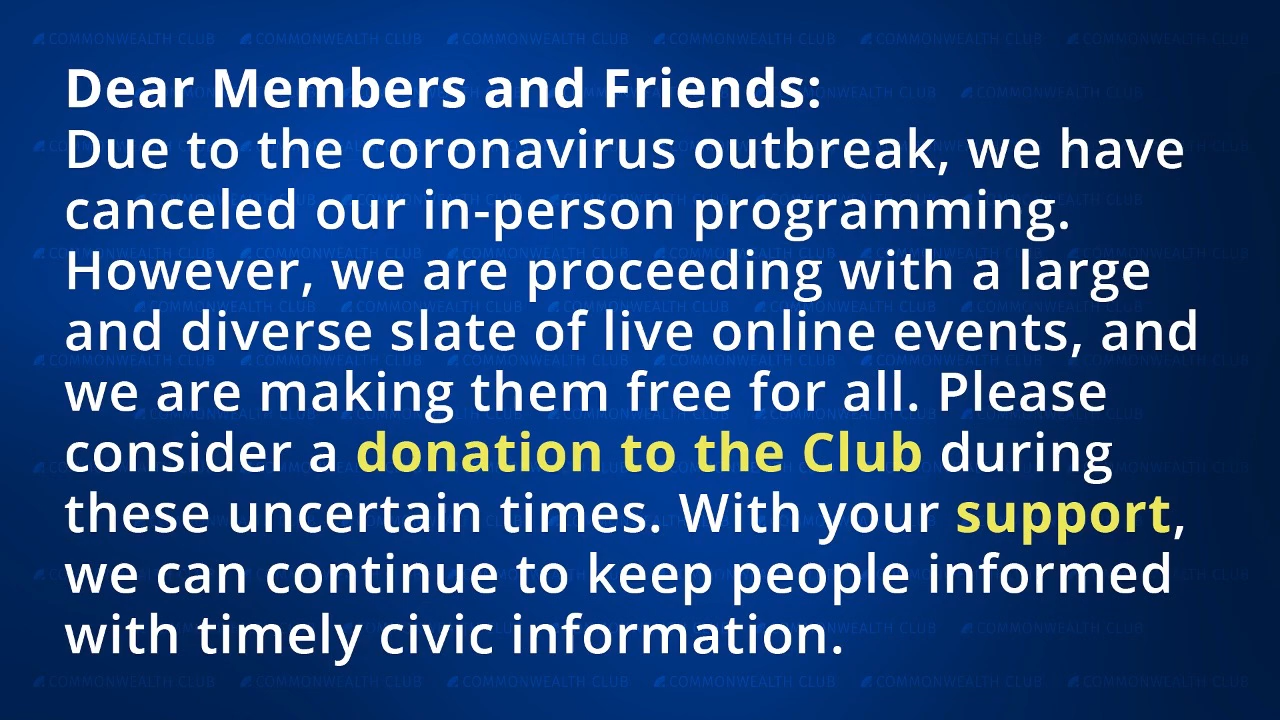 Dear Members and Friends:
Due to the coronavirus outbreak, we have
canceled our in-person programming.
However, we are proceeding with a large
and diverse slate of live online events, and
we are making them free for all. Please
consider a donation to the Club during
these uncertain times. With your support,
we can continue to keep people informed
with timely civic information.
COMMONWEALTH CLUB